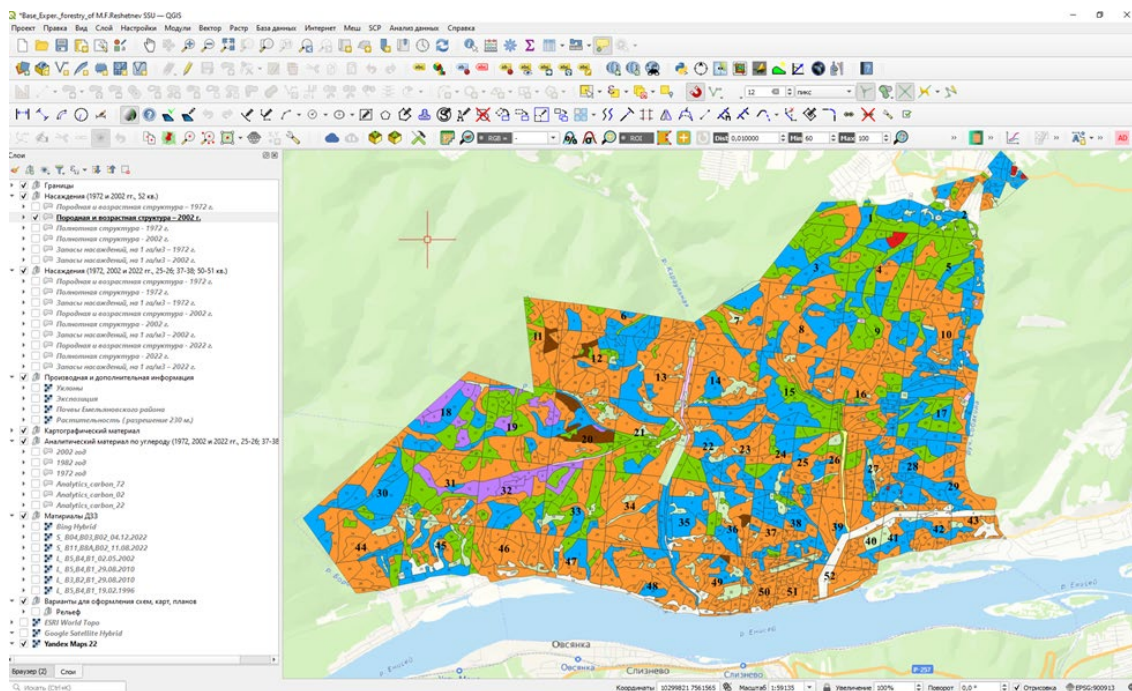 *Base_Exper._forestry_of M.F.Reshetnev SSU — QGIS
Проект Правка Вид Слой Настройки Модули Вектор Растр База данных Интернет Меш SCP Анализ данных Справка
12 пикс
RGB = - ROI Dist 0,010000 Min 60 Max 100 AD
Слои
Границы
Насаждения (1972 и 2002 гг., 52 кв.)
Породная и возрастная структура - 1972 г.
Породная и возрастная структура - 2002 г.
Полнотная структура - 1972 г.
Полнотная структура - 2002 г.
Запасы насаждений, на 1 га/м3 - 1972 г.
Запасы насаждений, на 1 га/м3 - 2002 г.
Насаждения (1972, 2002 и 2022 гг., 25-26; 37-38; 50-51 кв.)
Породная и возрастная структура - 1972 г.
Полнотная структура - 1972 г.
Запасы насаждений, на 1 га/м3 - 1972 г.
Породная и возрастная структура - 2002 г.
Полнотная структура - 2002 г.
Запасы насаждений, на 1 га/м3 - 2002 г.
Породная и возрастная структура - 2022 г.
Полнотная структура - 2022 г.
Запасы насаждений, на 1 га/м3 - 2022 г.
Производная и дополнительная информация
Уклоны
Экспозиция
Почвы Емельяновского района
Растительность (разрешение 230 м.)
Картографический материал
Аналитический материал по углероду (1972, 2002 и 2022 гг., 25-26; 37-38
2002 год
1982 год
1972 год
Analytics_carbon_72
Analytics_carbon_02
Analytics_carbon_22
Материалы ДЗЗ
Bing Hybrid
S_B04,B03,B02_04.12.2022
S_B11,B8A,B02_11.08.2022
L_B5,B4,B1_02.05.2002
L_B5,B4,B1_29.08.2010
L_B3,B2,B1_29.08.2010
L_B5,B4,B1_19.02.1996
Варианты для оформления схем, карт, планов
Рельеф
ESRI World Topo
Google Satellite Hybrid
Yandex Maps 22
Браузер (2) Слои
1 2
3 4 5
р. Караульная
6 7
8 9 10
11 12
13 14
15 16
17
18 19
20 21
22 23 24 25 26
27 28 29
30 31 32
33 34
35 36 37 38 39
40 41 42 43
44 45 46 47
48 49 50 51 52
р. Енисей
р. Енисей
Овсянка
Овсянка
Слизнево
Слизнево
Р-257
Искать (Ctrl+K)
Координаты 10299821 7561565 Масштаб 1:59135 Увеличение 100% Поворот 0,0 ° Отрисовка EPSG:900913